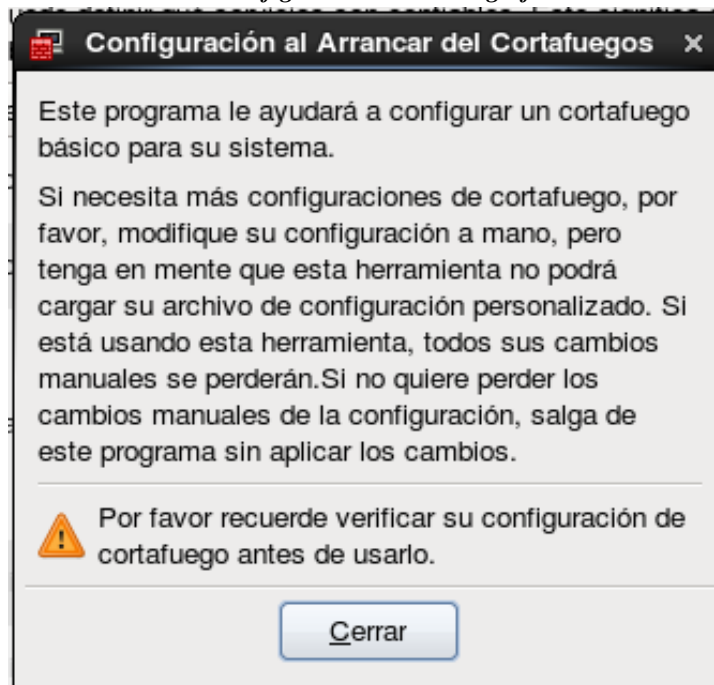 Configuración al Arrancar del Cortafuegos
Este programa le ayudará a configurar un cortafuego
básico para su sistema.
Si necesita más configuraciones de cortafuego, por
favor, modifique su configuración a mano, pero
tenga en mente que esta herramienta no podrá
cargar su archivo de configuración personalizado. Si
está usando esta herramienta, todos sus cambios
manuales se perderán.Si no quiere perder los
cambios manuales de la configuración, salga de
este programa sin aplicar los cambios.
Por favor recuerde verificar su configuración de
cortafuego antes de usarlo.
Cerrar